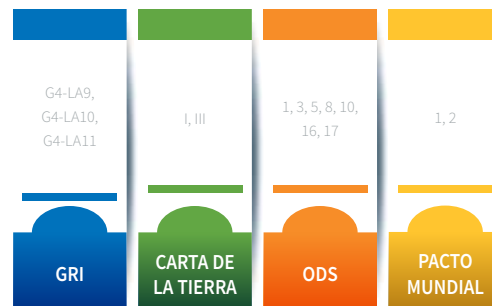 G4-LA9,
G4-LA10,
G4-LA11
GRI
I, III
CARTA DE
LA TIERRA
1, 3, 5, 8, 10,
16, 17
ODS
1, 2
PACTO
MUNDIAL